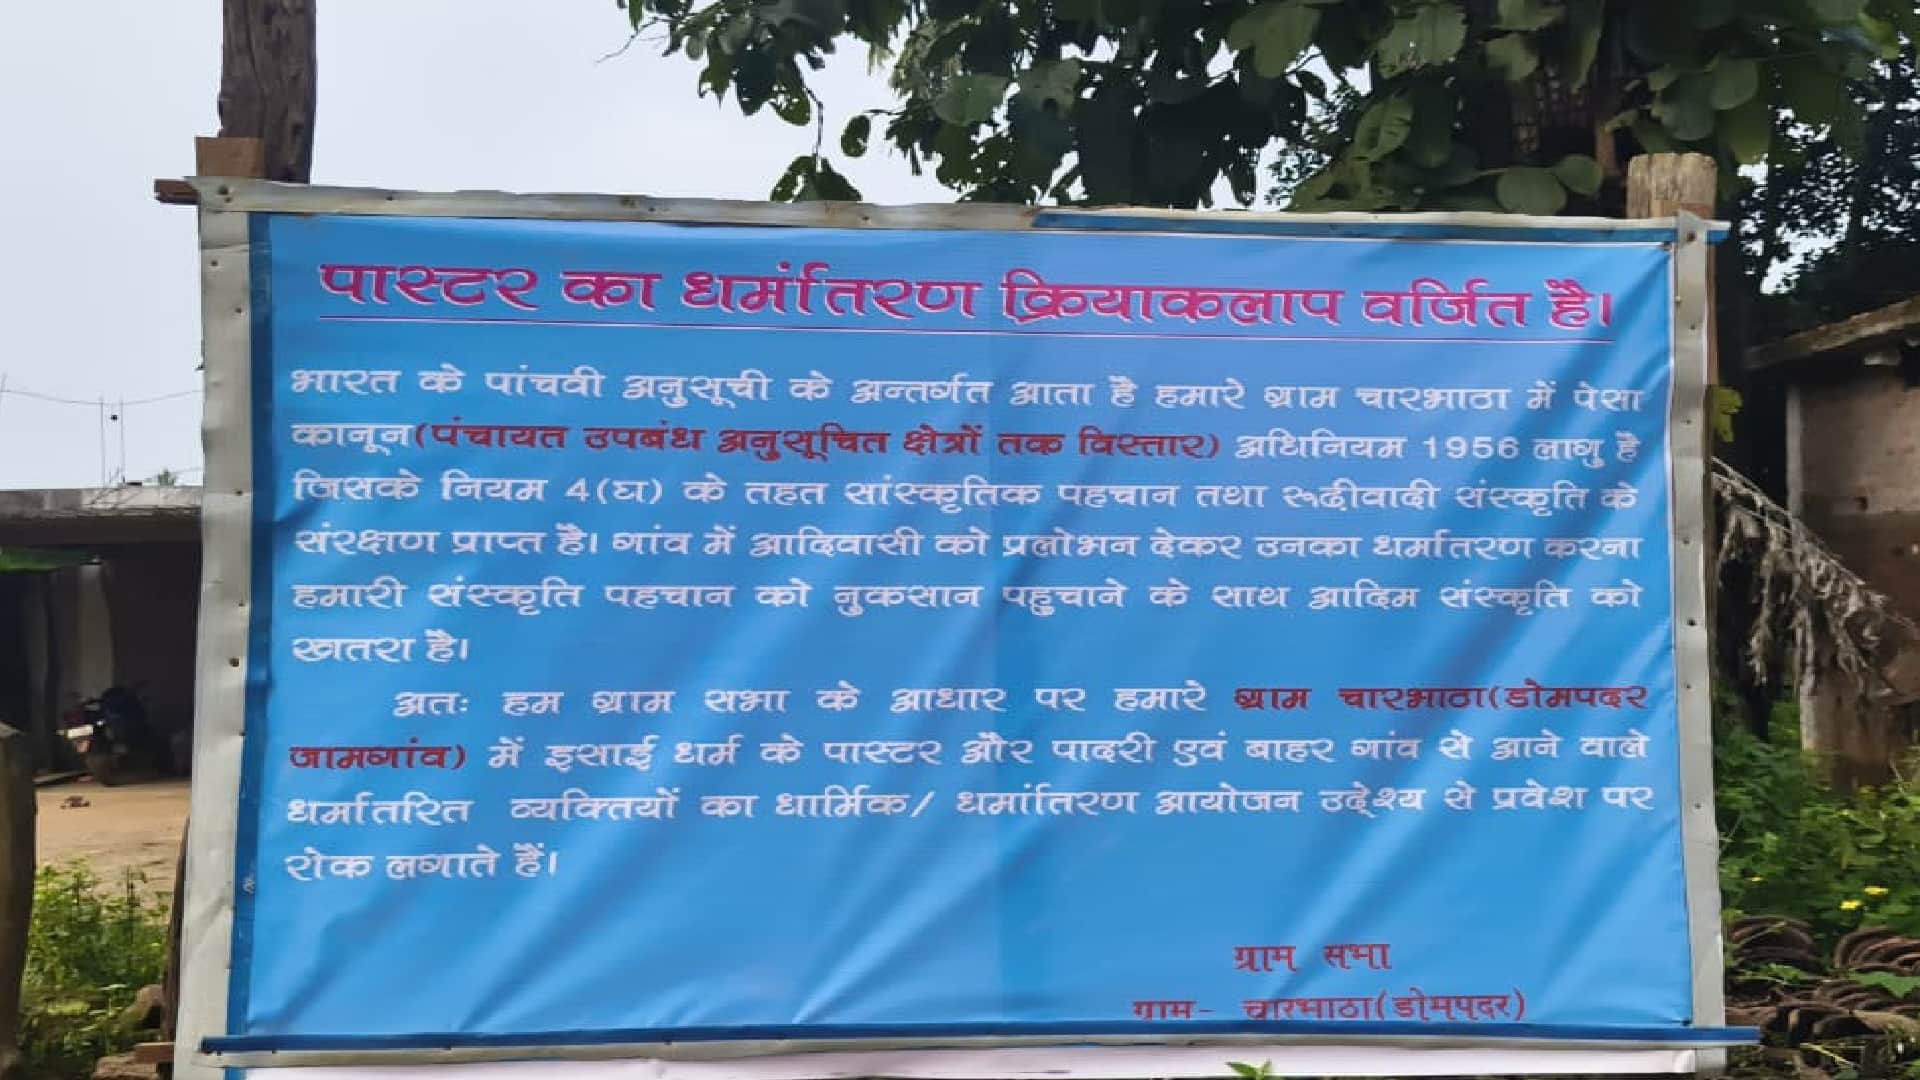 पास्टर का धर्मांतरण क्रियाकलाप वर्जित है।
भारत के पांचवी अनुसूची के अन्तर्गत आता है हमारे ग्राम चारभाठा में पेसा
कानून(पंचायत उपबंध अनुसूचित क्षेत्रों तक विस्तार) अधिनियम 1956 लागु है
जिसके नियम 4(घ) के तहत सांस्कृतिक पहचान तथा रूढीवादी संस्कृति के
संरक्षण प्राप्त है। गांव में आदिवासी को प्रलोभन देकर उनका धर्मातरण करना
हमारी संस्कृति पहचान को नुकसान पहुचाने के साथ आदिम संस्कृति को
खतरा है।
अतः हम ग्राम सभा के आधार पर हमारे ग्राम चारभाठा(डोमपदर
जामगांव) में इसाई धर्म के पास्टर और पादरी एवं बाहर गांव से आने वाले
धर्मातरित व्यक्तियों का धार्मिक/ धमांर्तरण आयोजन उद्देश्य से प्रवेश पर
रोक लगाते हैं।
ग्राम सभा
ग्राम- चारभाठा(डोमपदर)